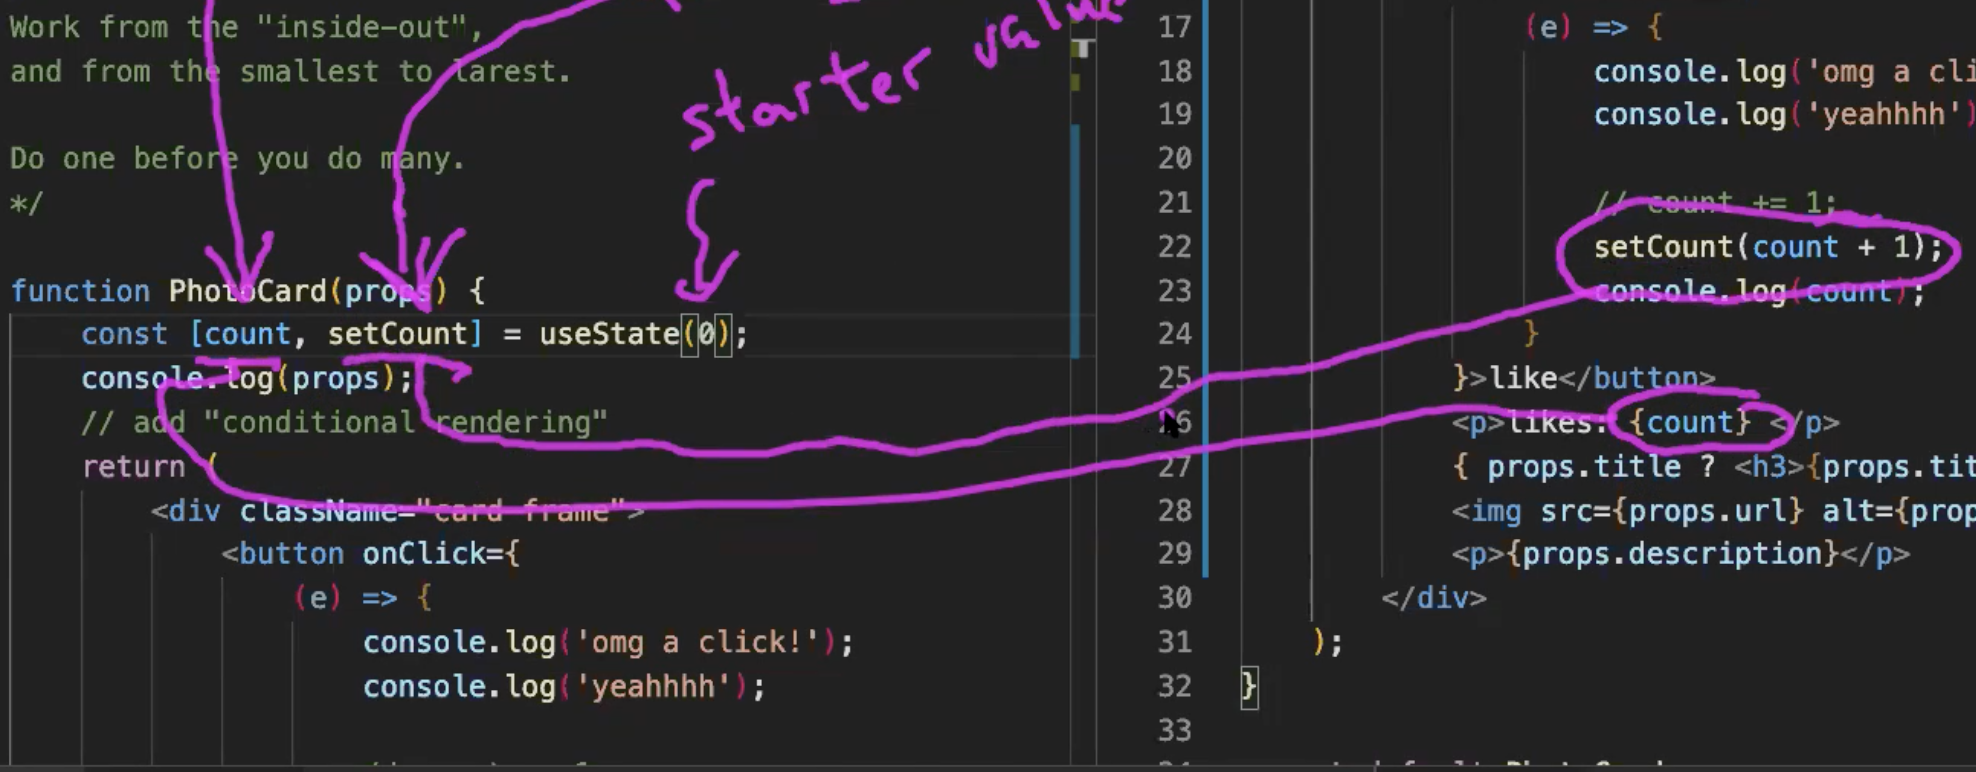 Work from the "inside-out",
and from the smallest to larest.
Do one before you do many.
*/
function PhotoCard(props) {
const [count, setCount] = useState(0);
console.log(props);
// add "conditional rendering"
return (
<div className="card frame">
<button onClick={
(e) => {
console.log('omg a click!');
console.log('yeahhhh');
starter value
17 (e) => {
18 console.log('omg a cli
19 console.log('yeahhhh')
20
21 // count += 1;
22 setCount(count + 1);
23 console.log(count);
24 }
25 }>like</button>
26 <p>likes: {count} </p>
27 { props.title ? <h3>{props.tit
28 <img src={props.url} alt={prop
29 <p>{props.description}</p>
30 </div>
31 );
32 }
33